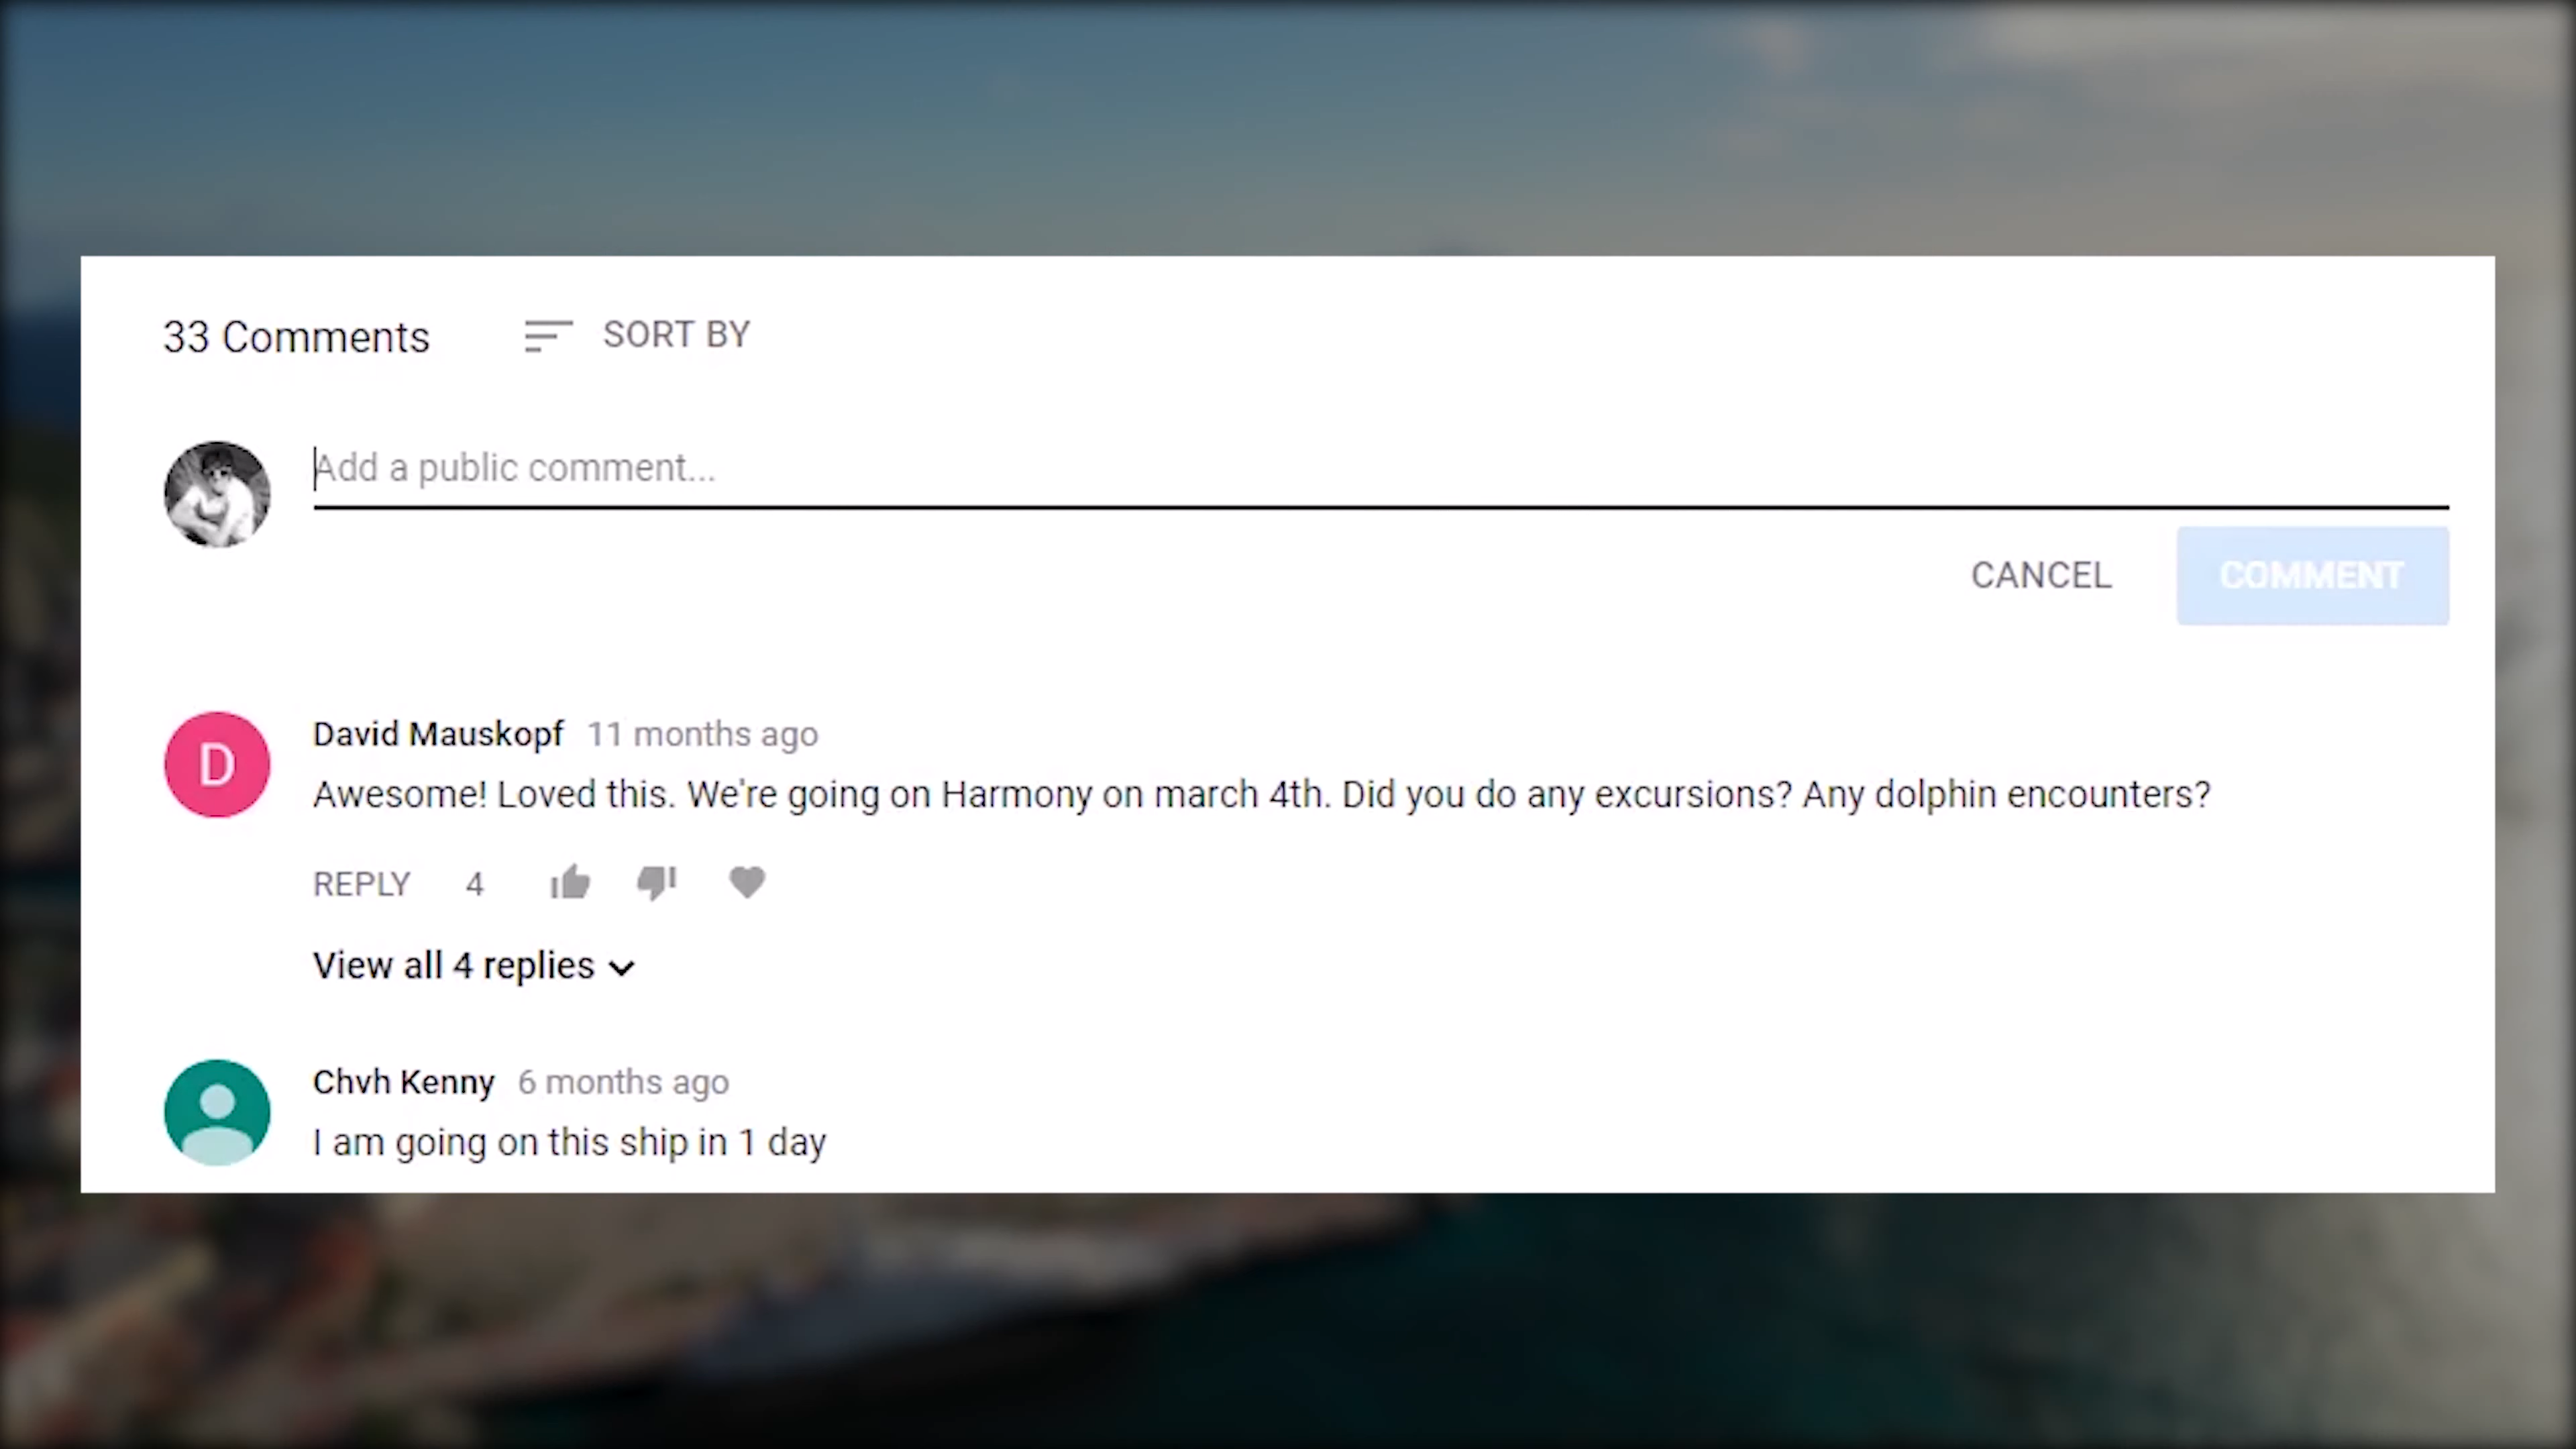 33 Comments SORT BY
Add a public comment...
CANCEL COMMENT
D
David Mauskopf 11 months ago
Awesome! Loved this. We're going on Harmony on march 4th. Did you do any excursions? Any dolphin encounters?
REPLY 4
View all 4 replies
Chvh Kenny 6 months ago
I am going on this ship in 1 day